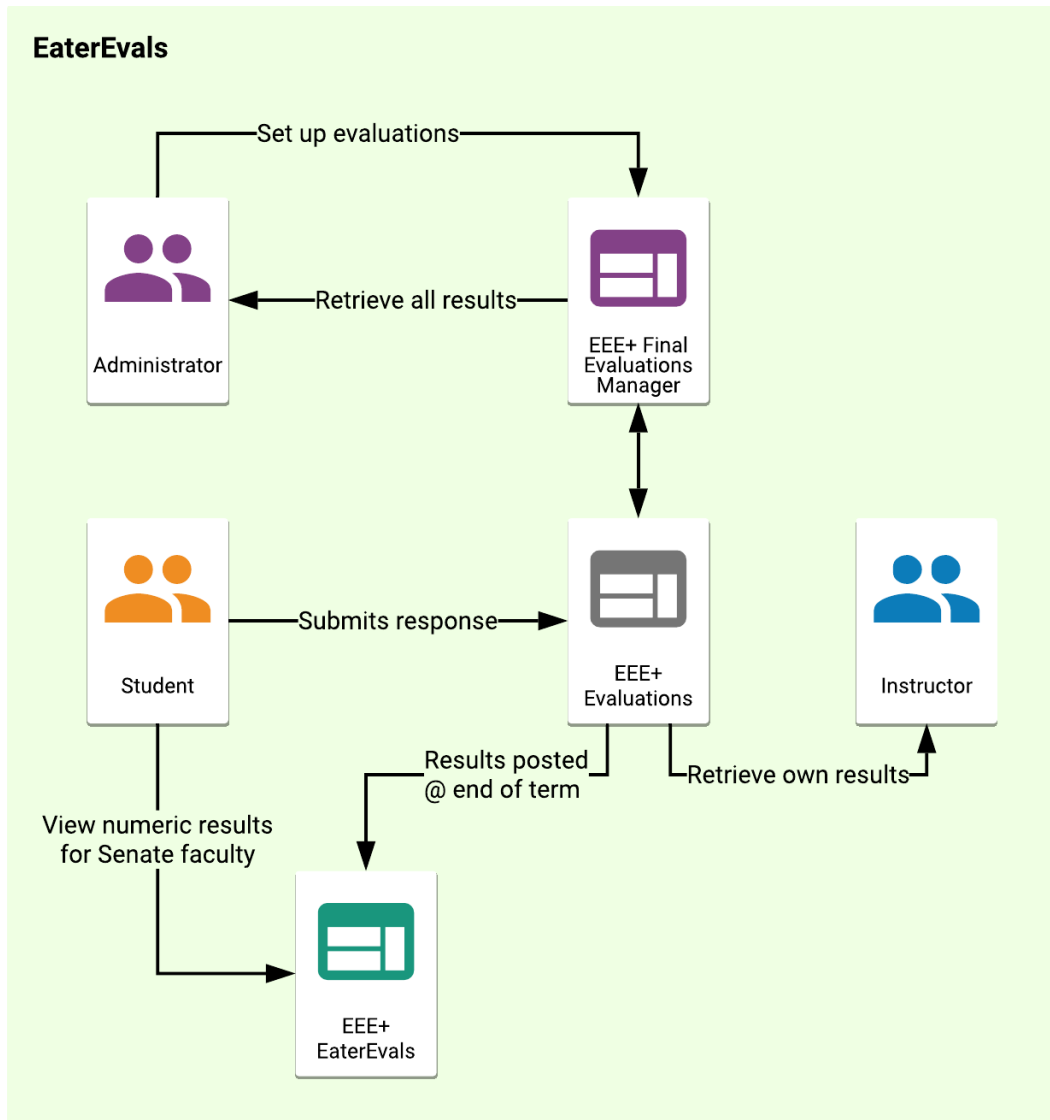 EaterEvals
Set up evaluations
Retrieve all results
Administrator
EEE+ Final
Evaluations
Manager
Submits response
Student
EEE+
Evaluations
Instructor
Results posted
@ end of term
Retrieve own results
View numeric results
for Senate faculty
EEE+
EaterEvals